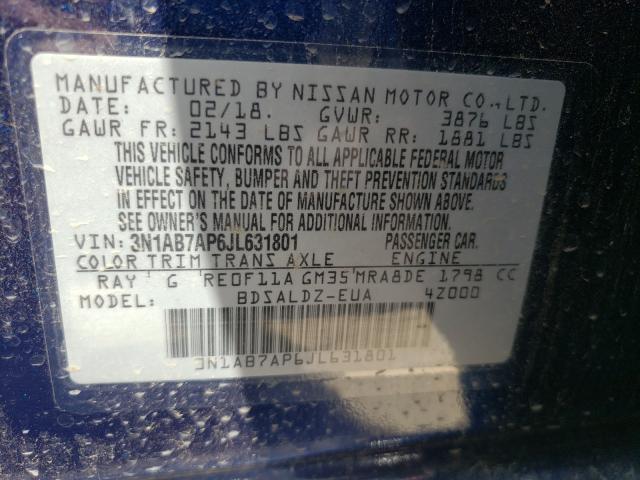 MANUFACTURED BY NISSAN MOTOR CO., LTD.
DATE: 02/18. GVWR: 3876 LBS
GAWR FR: 2143 LBS GAWR RR: 1881 LBS
THIS VEHICLE CONFORMS TO ALL APPLICABLE FEDERAL MOTOR
VEHICLE SAFETY, BUMPER AND THEFT PREVENTION STANDARDS
IN EFFECT ON THE DATE OF MANUFACTURE SHOWN ABOVE.
SEE OWNER'S MANUAL FOR ADDITIONAL INFORMATION.
VIN: 3N1AB7AP6JL631801 PASSENGER CAR.
COLOR TRIM TRANS AXLE ENGINE
RAY G RE0F11A GM35 MRA8DE 1798 CC
MODEL: BDSALDZ-EUA 42000
3N1AB7AP6JL631801